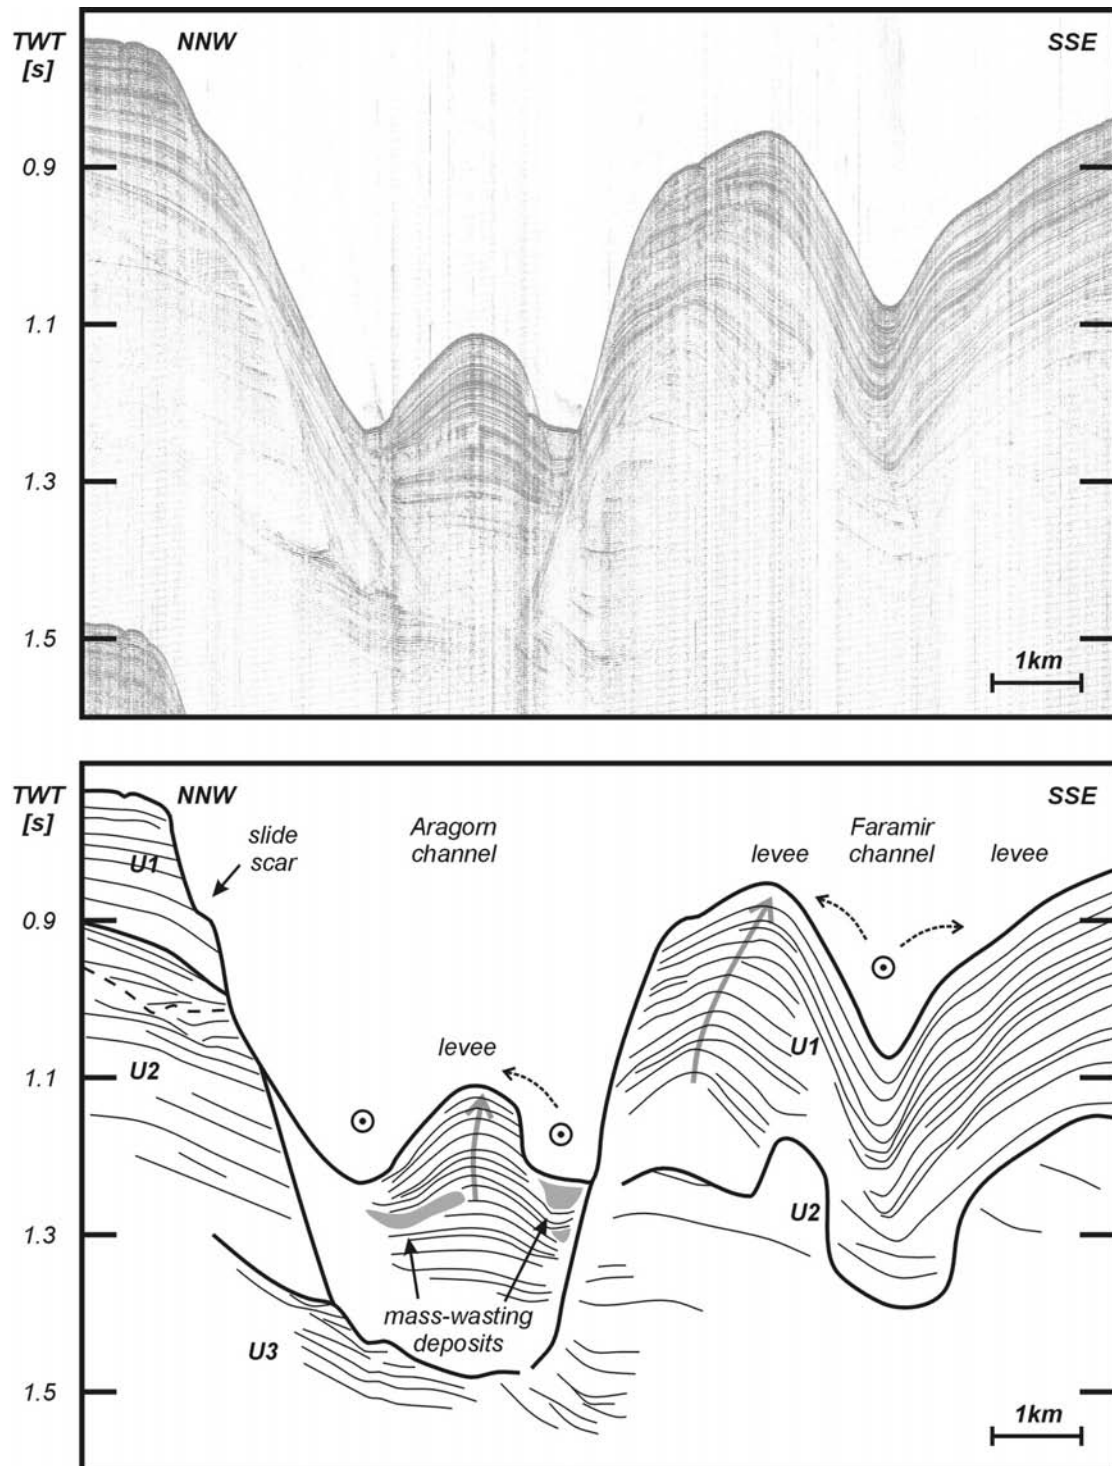 TWT
[s]
NNW
SSE
0.9
1.1
1.3
1.5
1km
TWT
[s]
NNW
SSE
slide
scar
Aragorn
channel
levee
Faramir
channel
levee
U1
0.9
levee
U1
U2
1.1
U2
1.3
mass-wasting
deposits
U3
1.5
1km